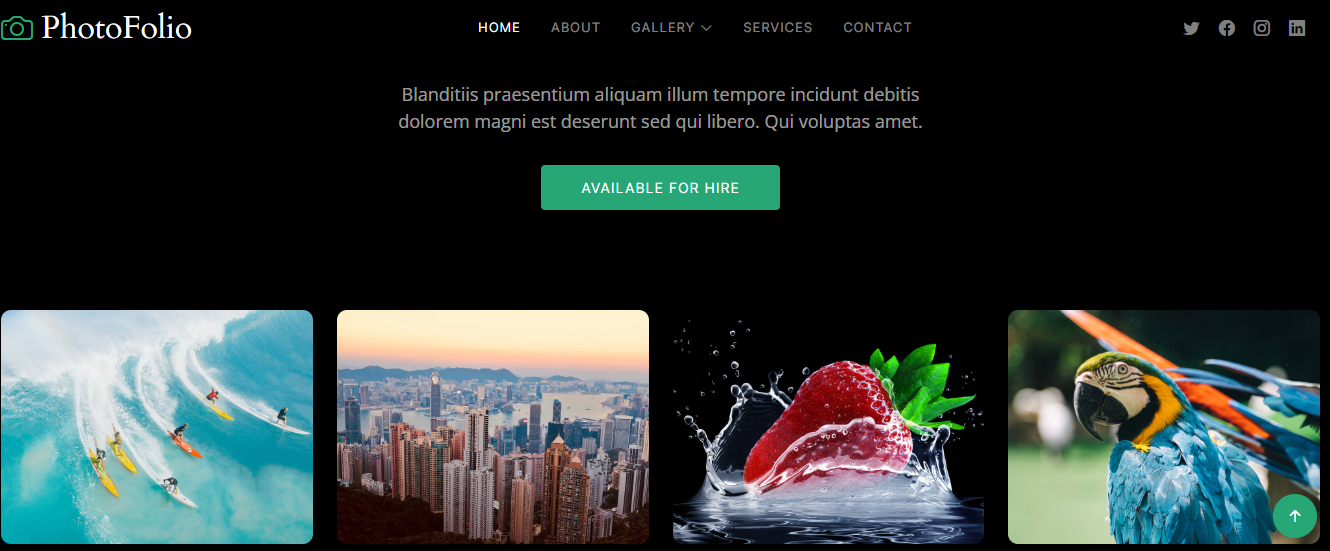 PhotoFolio
HOME ABOUT GALLERY SERVICES CONTACT
Blanditiis praesentium aliquam illum tempore incidunt debitis
dolorem magni est deserunt sed qui libero. Qui voluptas amet.
AVAILABLE FOR HIRE